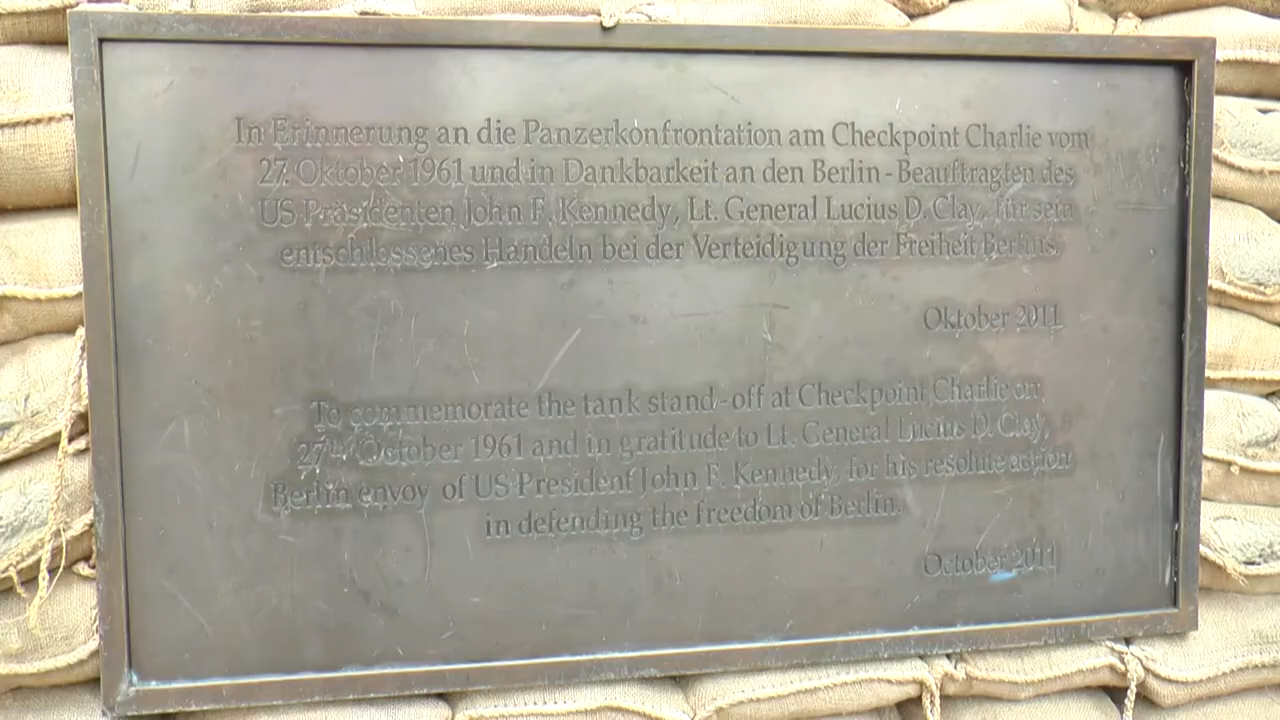 In Erinnerung an die Panzerkonfrontation am Checkpoint Charlie vom
27. Oktober 1961 und in Dankbarkeit an den Berlin - Beauftragten des
US Präsidenten John F. Kennedy, Lt. General Lucius D. Clay, für sein
entschlossenes Handeln bei der Verteidigung der Freiheit Berlins.
Oktober 2011
To commemorate the tank stand-off at Checkpoint Charlie on
27th October 1961 and in gratitude to Lt. General Lucius D. Clay,
Berlin envoy of US President John F. Kennedy, for his resolute action
in defending the freedom of Berlin.
October 2011